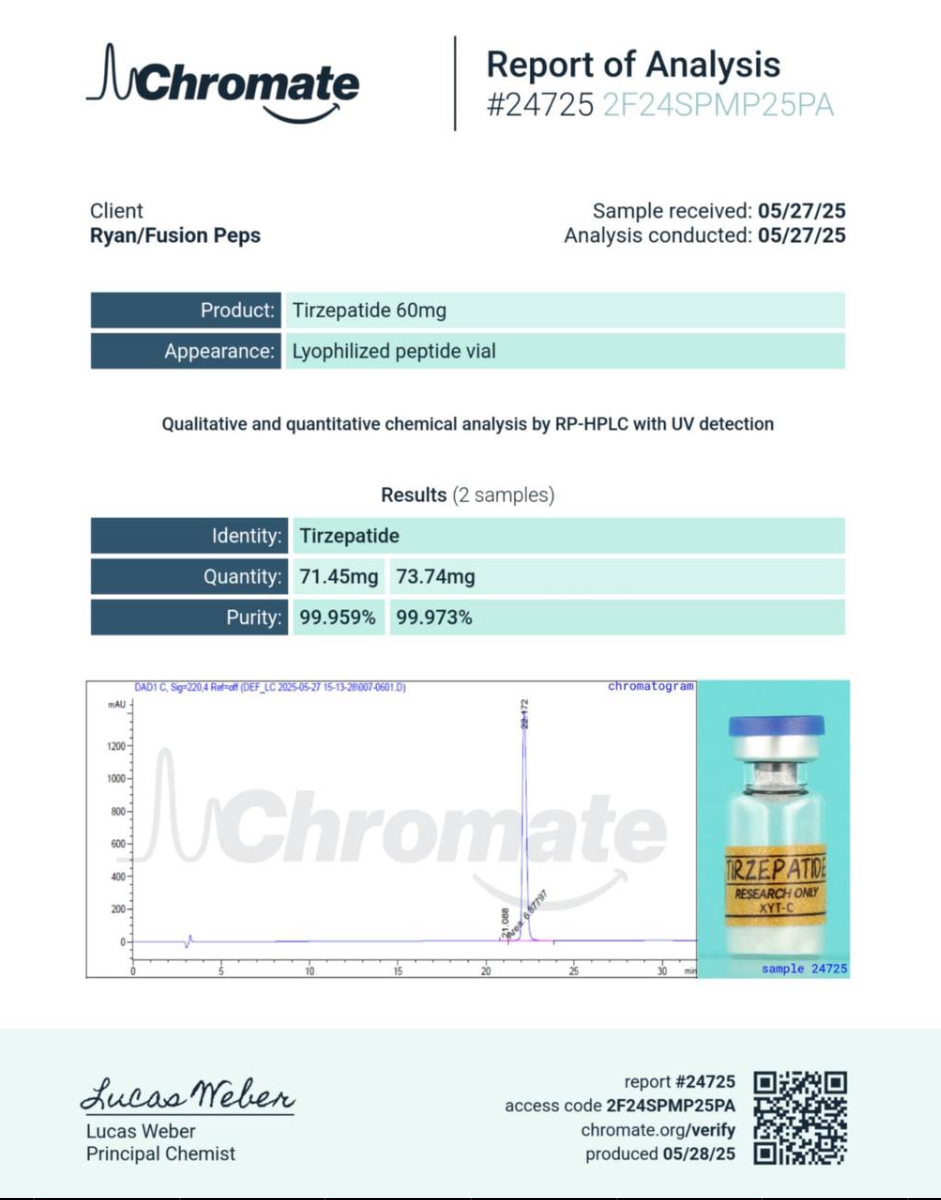 Chromate
Report of Analysis
#24725 2F24SPMP25PA
Client
Ryan/Fusion Peps
Sample received: 05/27/25
Analysis conducted: 05/27/25
Product: Tirzepatide 60mg
Appearance: Lyophilized peptide vial
Qualitative and quantitative chemical analysis by RP-HPLC with UV detection
Results (2 samples)
Identity: Tirzepatide
Quantity: 71.45mg 73.74mg
Purity: 99.959% 99.973%
DAD1 C, Sig=220,4 Ref=off (DEF_LC 2025-05-27 15-13-28\007-0601.D)
chromatogram
mAU
1200
1000
800
600
400
200
0
22.172
21.088
Area: 6.87797
Chromate
0 5 10 15 20 25 30 min
TIRZEPATIDE
RESEARCH ONLY
XYT-C
sample 24725
Lucas Weber
Lucas Weber
Principal Chemist
report #24725
access code 2F24SPMP25PA
chromate.org/verify
produced 05/28/25